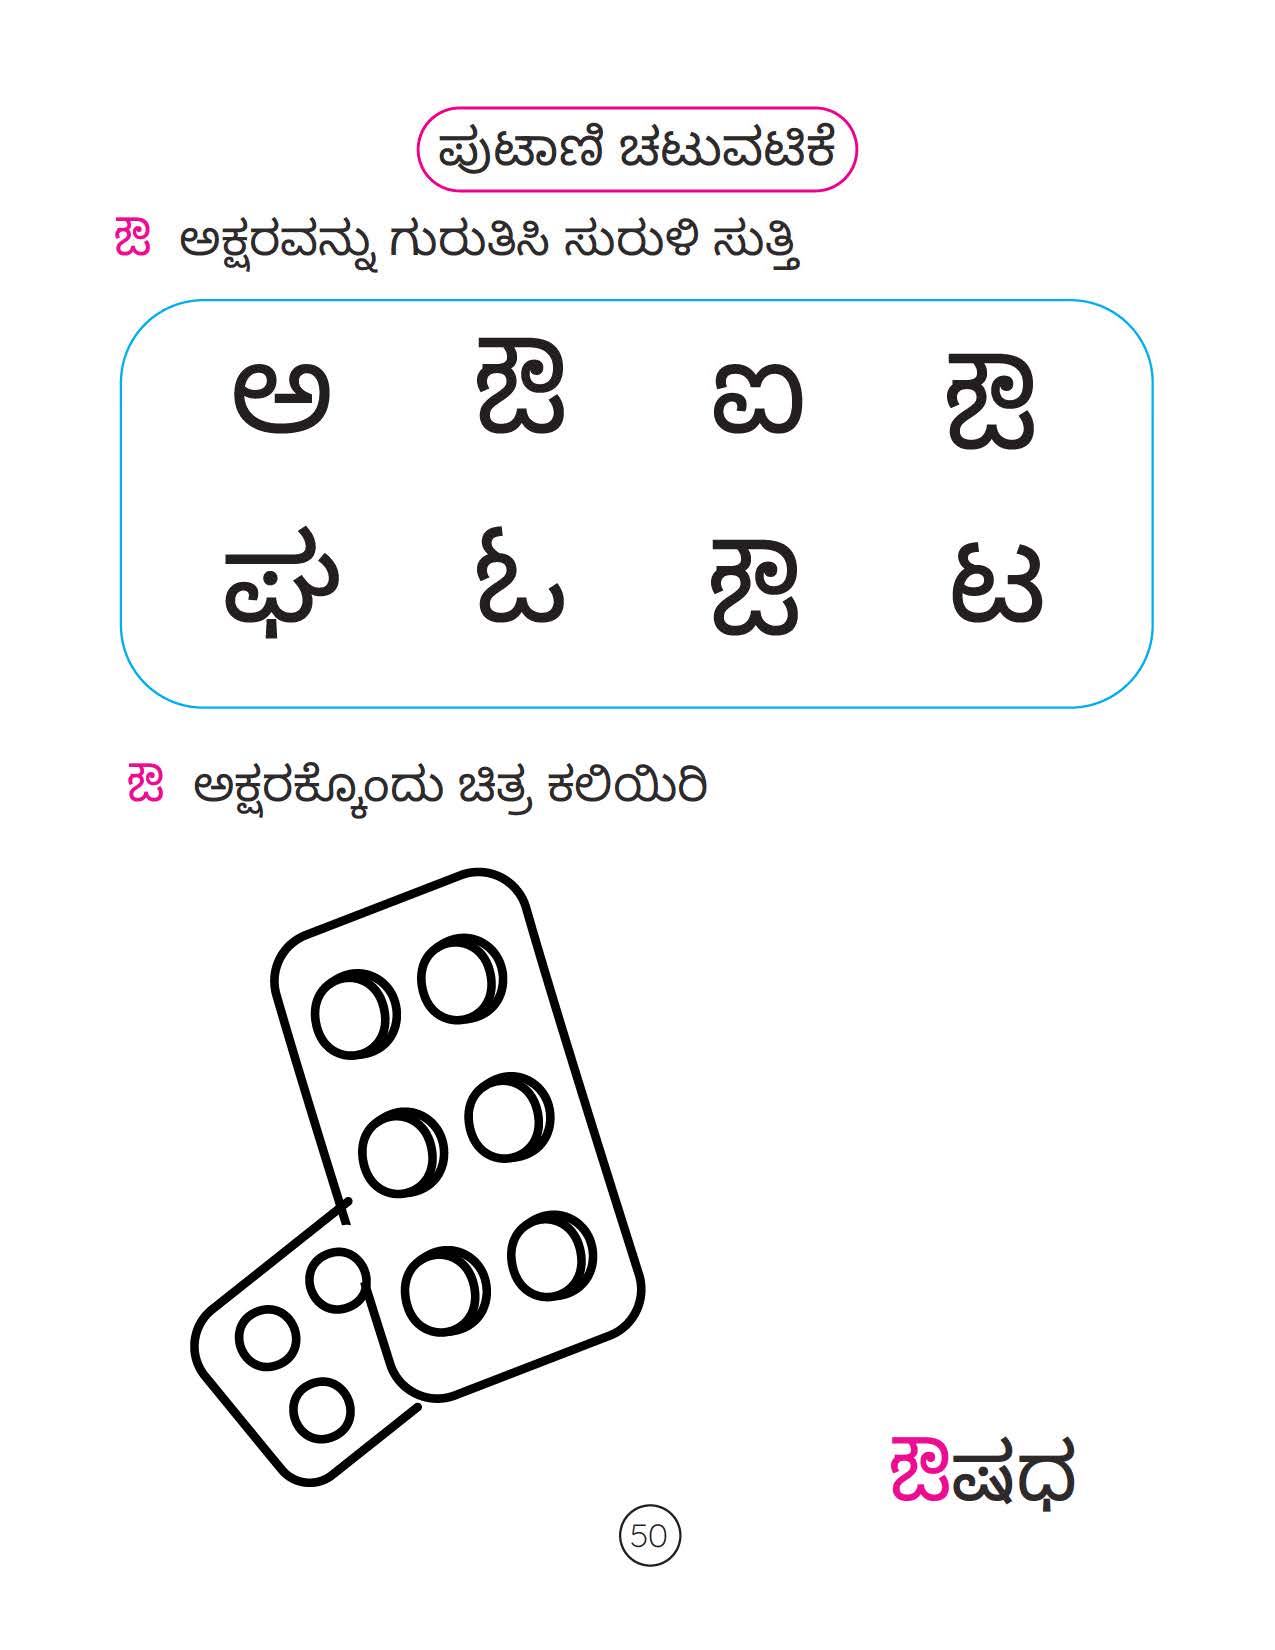 ಪುಟಾಣಿ ಚಟುವಟಿಕೆ
ಔ ಅಕ್ಷರವನ್ನು ಗುರುತಿಸಿ ಸುರುಳಿ ಸುತ್ತಿ
ಅ ಔ ಐ ಔ
ಘ ಓ ಔ ಟ
ಔ ಅಕ್ಷರಕ್ಕೊಂದು ಚಿತ್ರ ಕಲಿಯಿರಿ
ಔಷಧ
50